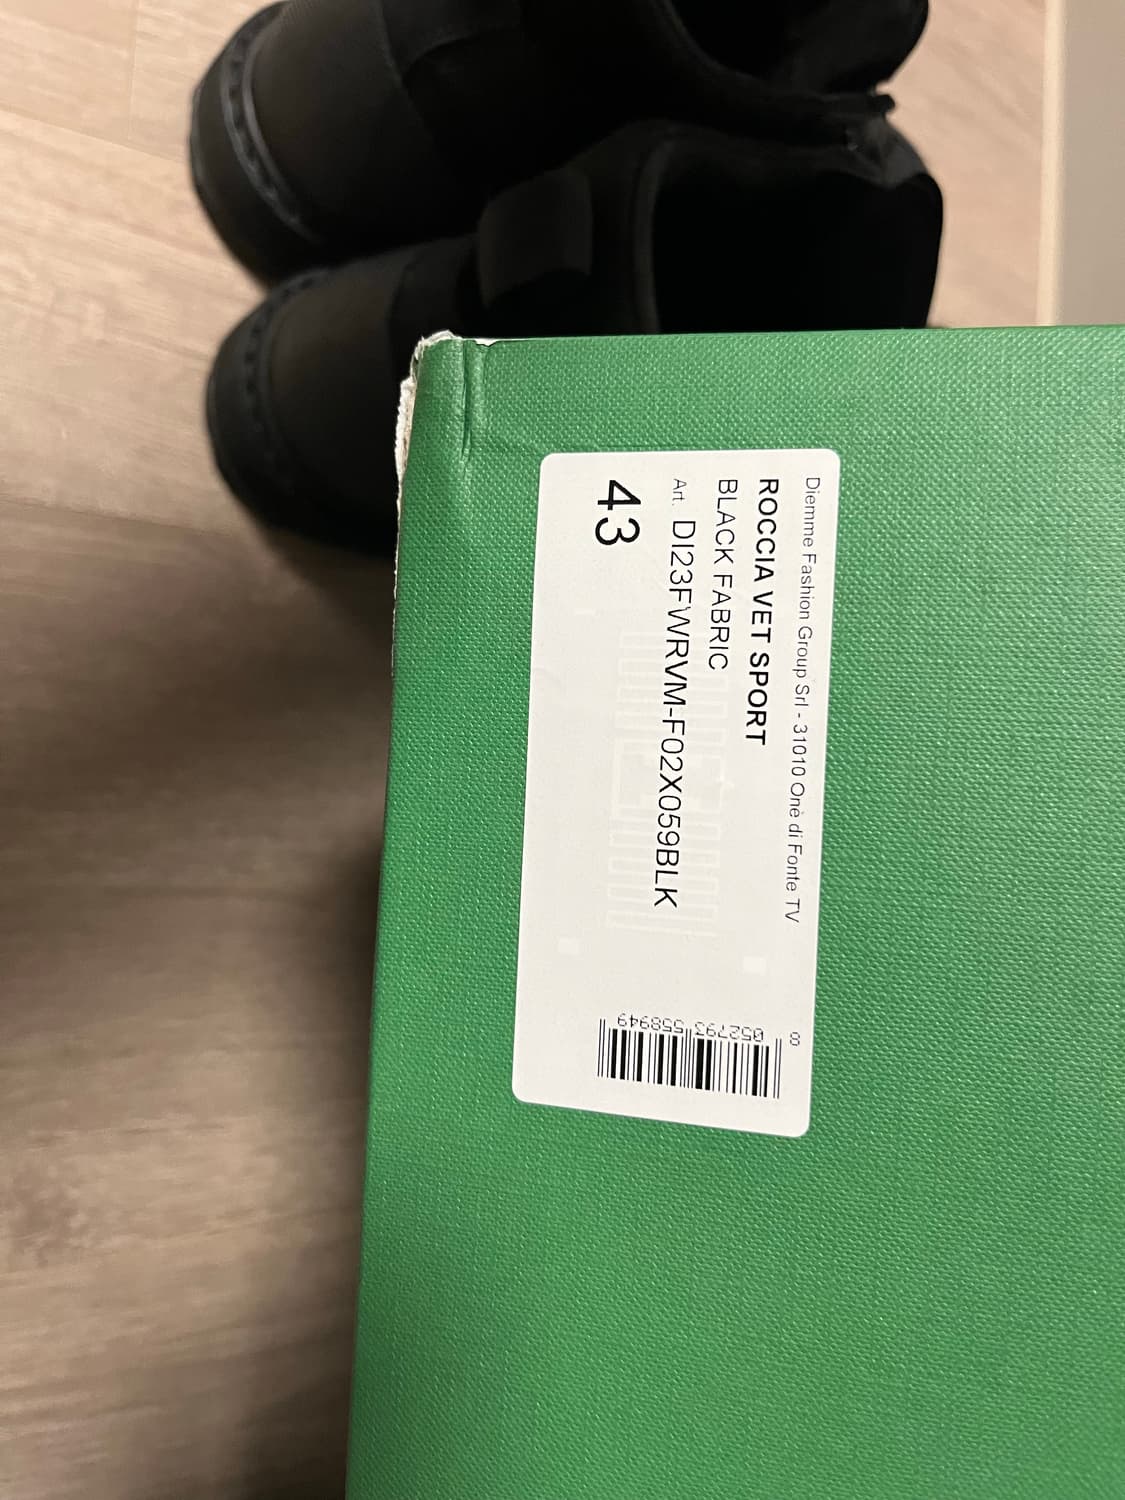 Diemme Fashion Group Srl - 31010 Onè di Fonte TV
ROCCIA VET SPORT
BLACK FABRIC
Art. DI23FWRVM-F02X059BLK
43
8
052793 558949